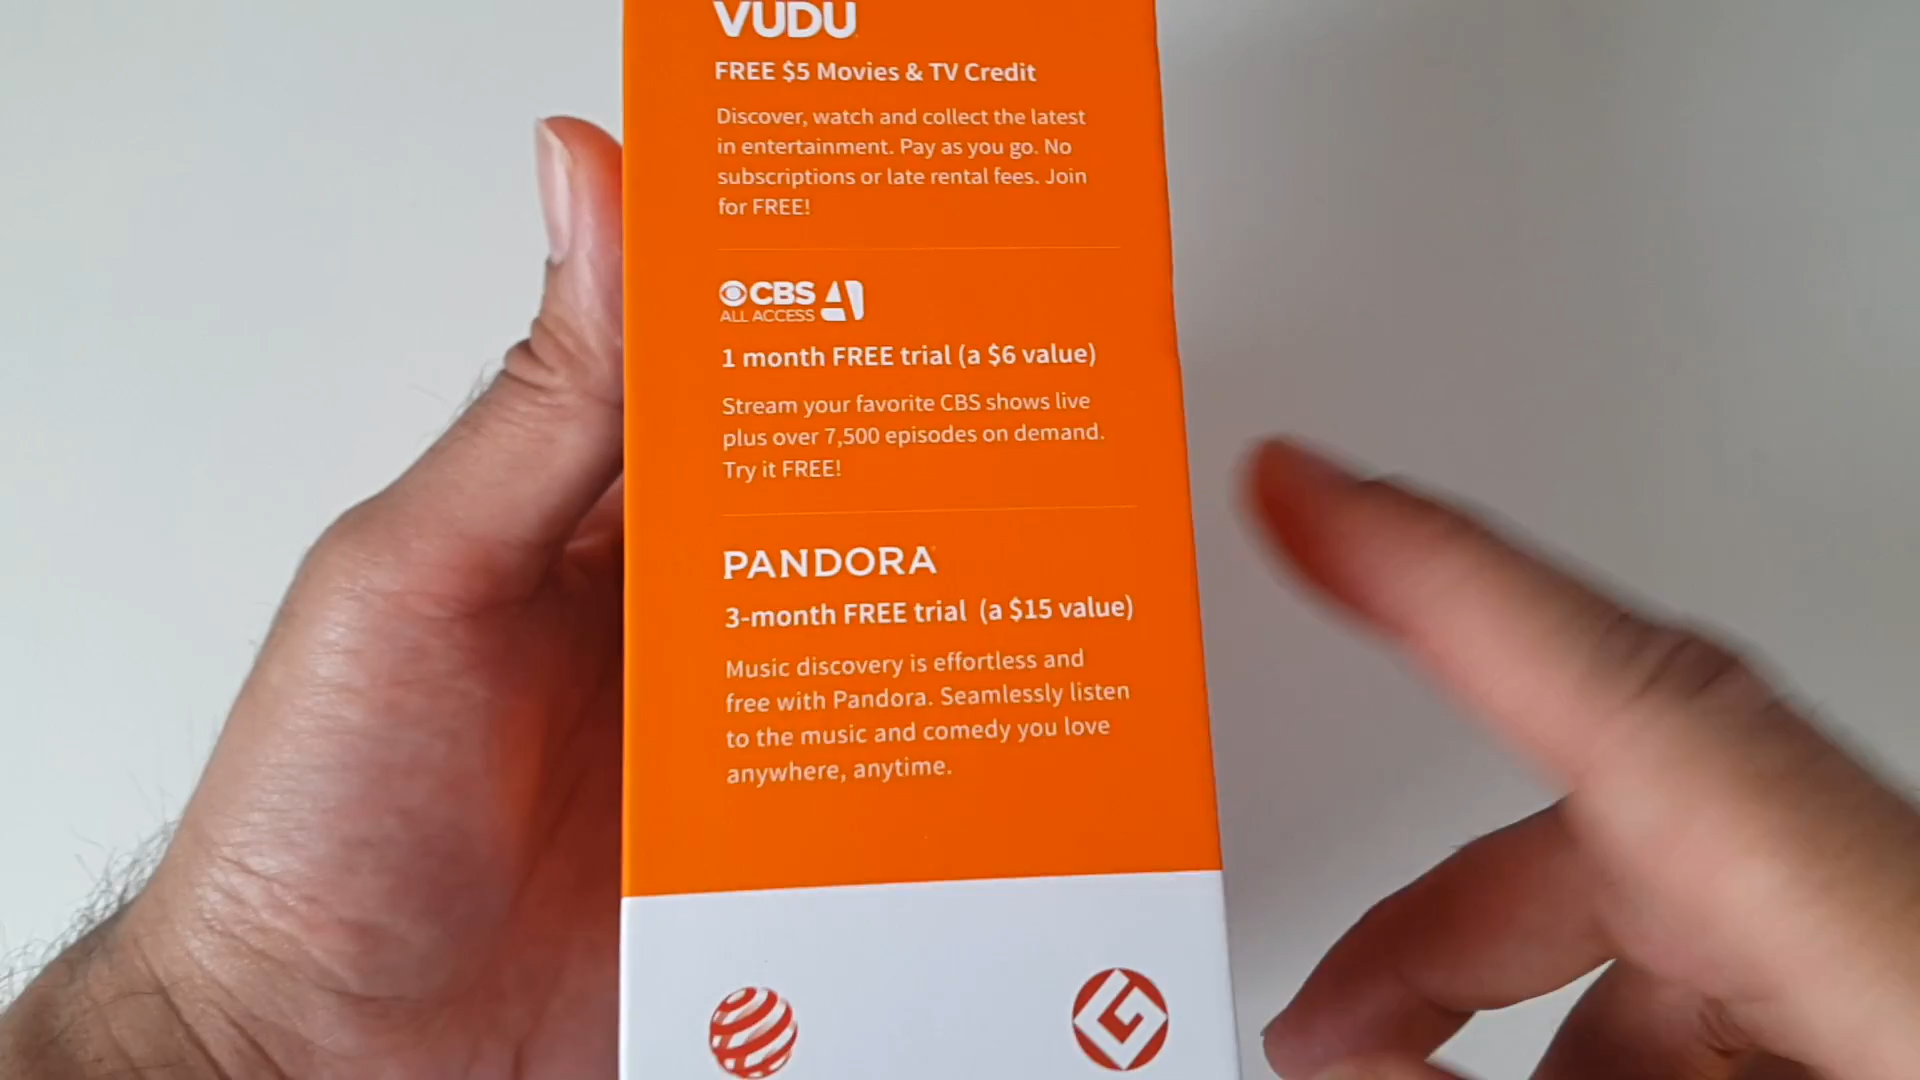 VUDU
FREE $5 Movies & TV Credit
Discover, watch and collect the latest
in entertainment. Pay as you go. No
subscriptions or late rental fees. Join
for FREE!
CBS
ALL ACCESS
1 month FREE trial (a $6 value)
Stream your favorite CBS shows live
plus over 7,500 episodes on demand.
Try it FREE!
PANDORA
3-month FREE trial (a $15 value)
Music discovery is effortless and
free with Pandora. Seamlessly listen
to the music and comedy you love
anywhere, anytime.